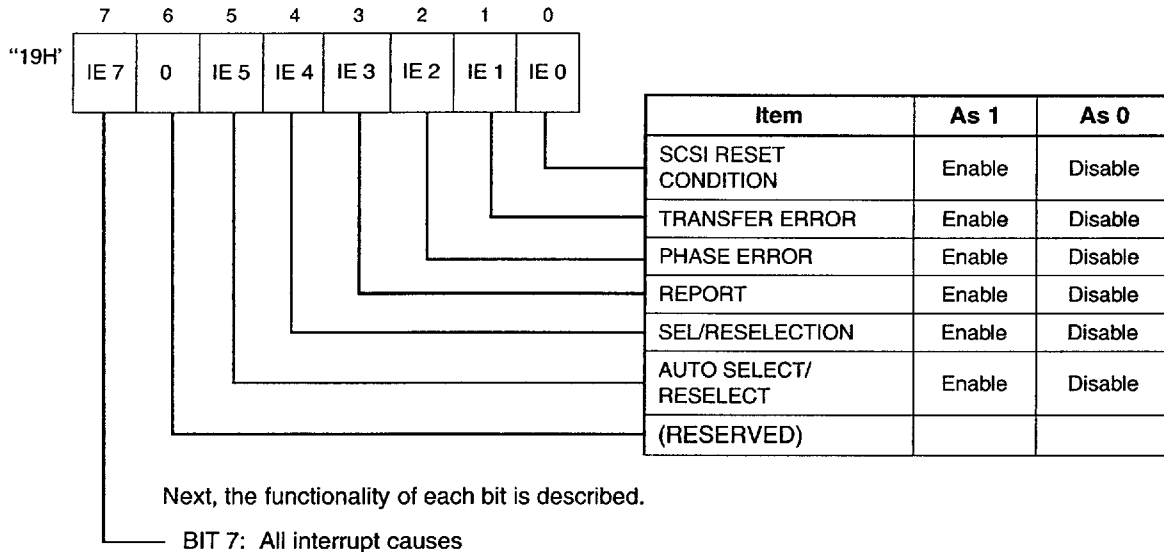 7 6 5 4 3 2 1 0
“19H’ IE 7 0 IE 5 IE 4 IE 3 IE 2 IE 1 IE 0
Item As 1 As 0
SCSI RESET
CONDITION Enable Disable
TRANSFER ERROR Enable Disable
PHASE ERROR Enable Disable
REPORT Enable Disable
SEL/RESELECTION Enable Disable
AUTO SELECT/
RESELECT Enable Disable
(RESERVED)
Next, the functionality of each bit is described.
BIT 7: All interrupt causes